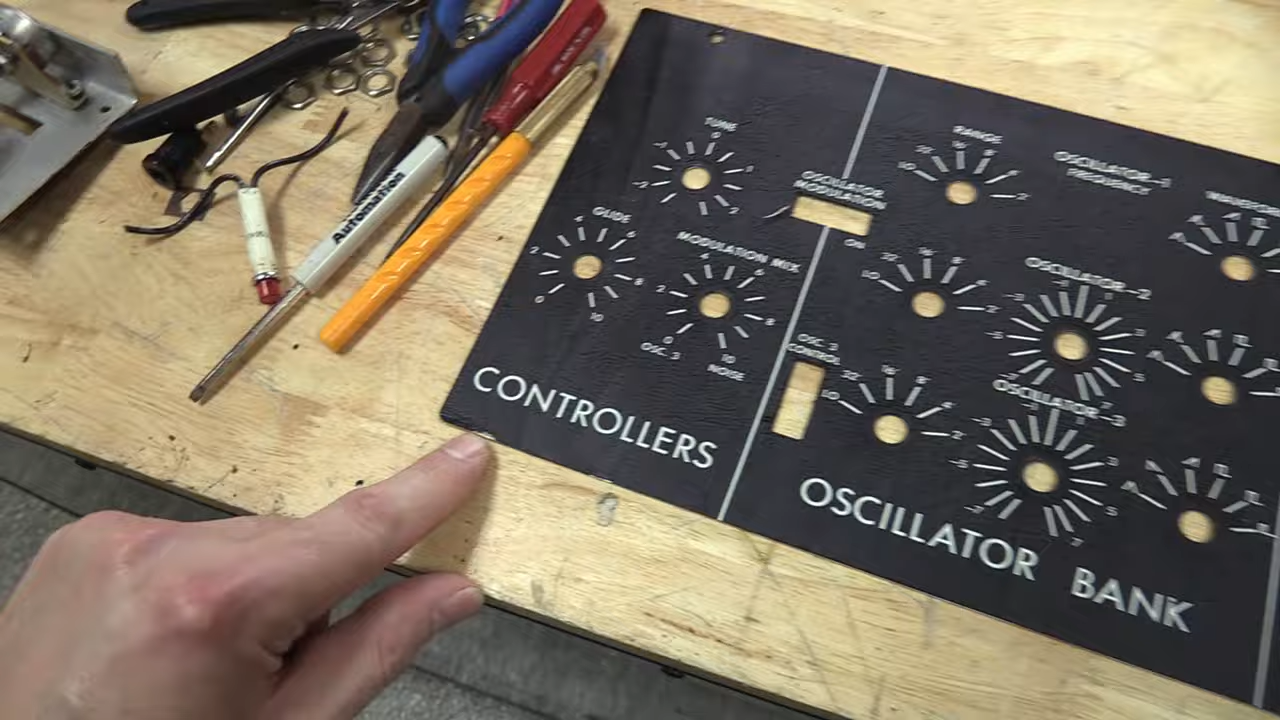 TUNE
GLIDE
MODULATION MIX
OSC. 3
NOISE
CONTROLLERS
OSCILLATOR
MODULATION
ON
OSC. 3
CONTROL
RANGE
OSCILLATOR-1
FREQUENCY
OSCILLATOR-2
OSCILLATOR-3
OSCILLATOR BANK
Automation